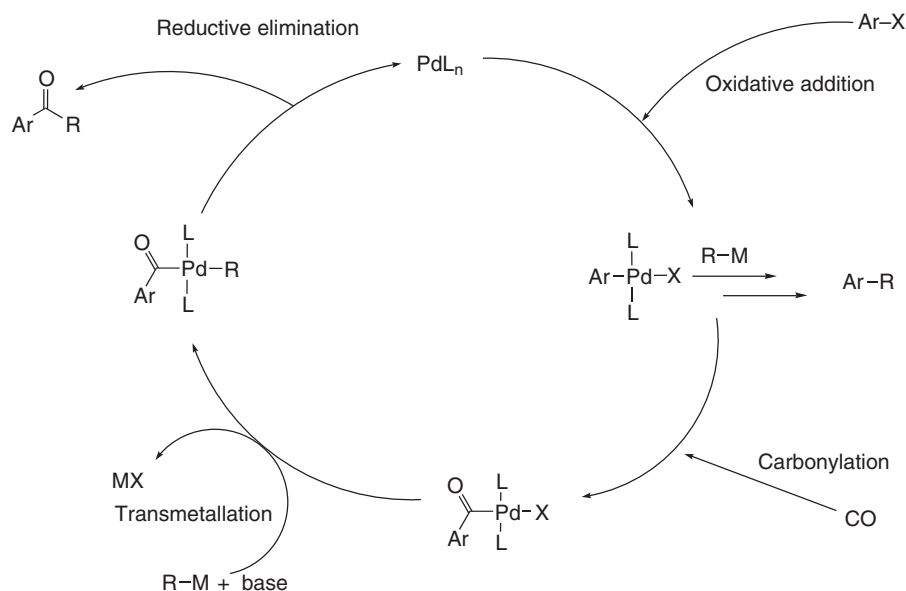 Reductive elimination
Ar–X
PdLn
Oxidative addition
O
Ar R
L
O
Pd–R
Ar
L
L
Ar–Pd–X
L
R–M
Ar–R
MX
Transmetallation
R–M + base
O
L
Pd–X
Ar
L
Carbonylation
CO